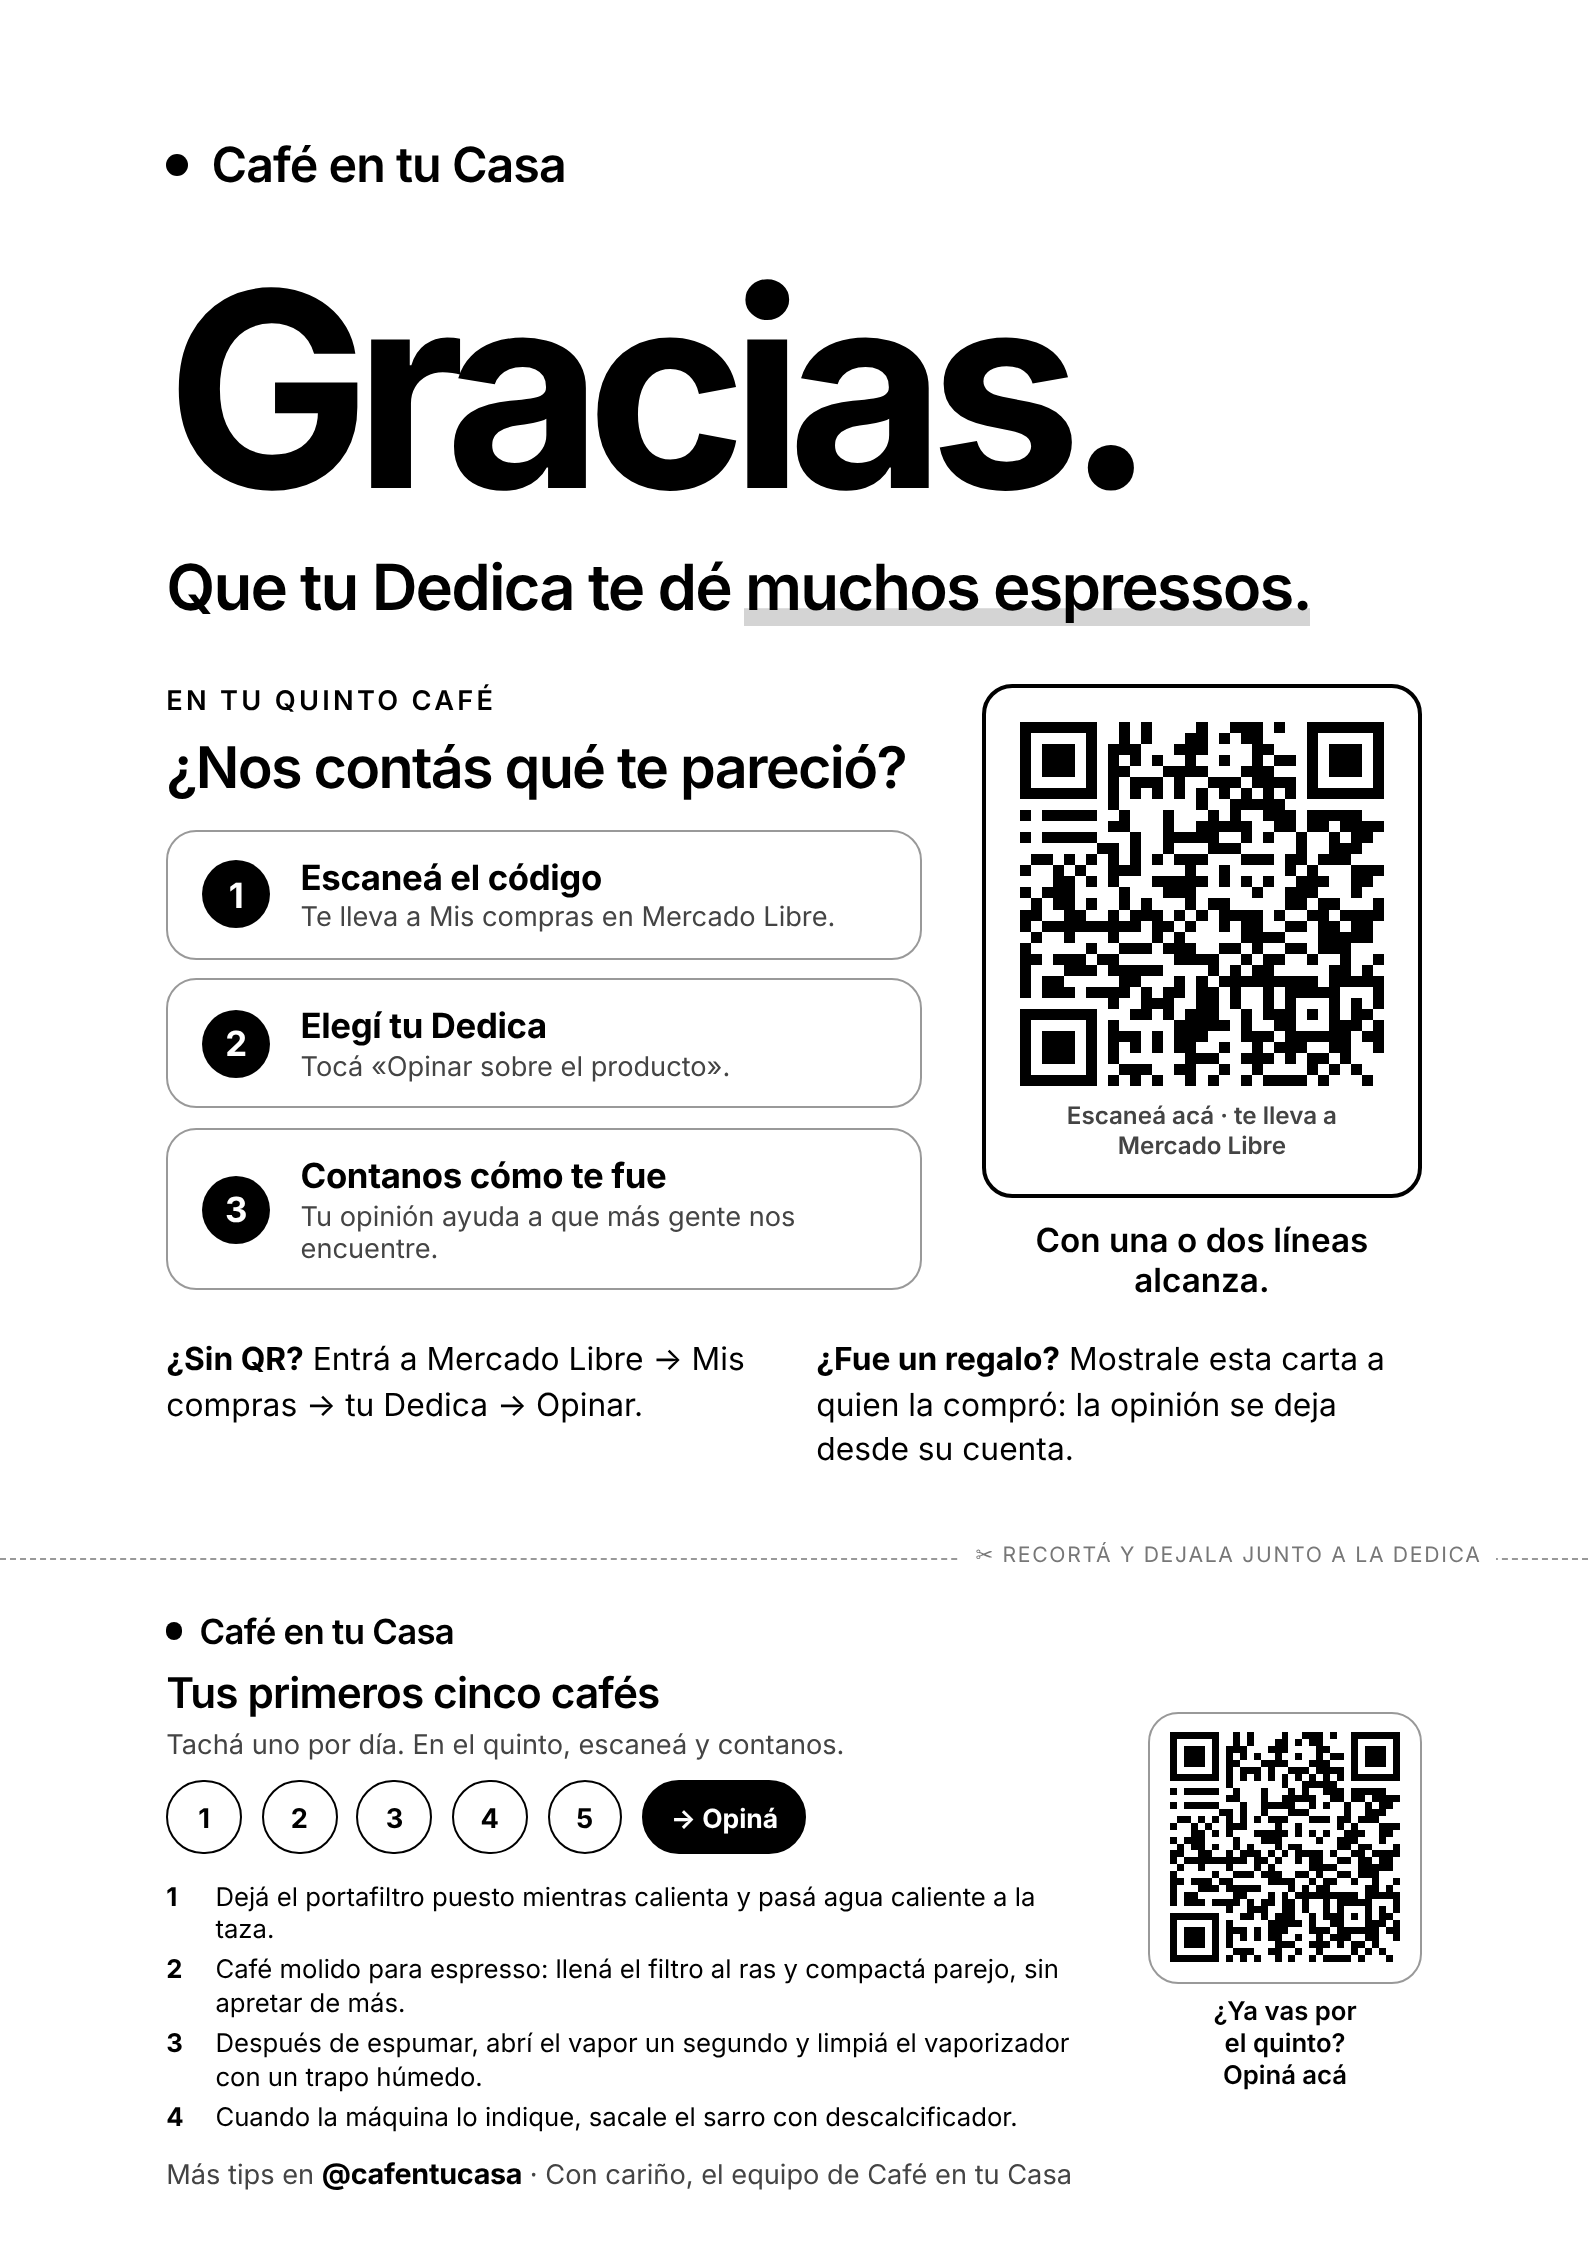 Café en tu Casa
Gracias.
Que tu Dedica te dé muchos espressos.
EN TU QUINTO CAFÉ
¿Nos contás qué te pareció?
1
Escaneá el código
Te lleva a Mis compras en Mercado Libre.
2
Elegí tu Dedica
Tocá «Opinar sobre el producto».
3
Contanos cómo te fue
Tu opinión ayuda a que más gente nos
encuentre.
Escaneá acá · te lleva a
Mercado Libre
Con una o dos líneas
alcanza.
¿Sin QR? Entrá a Mercado Libre → Mis
compras → tu Dedica → Opinar.
¿Fue un regalo? Mostrale esta carta a
quien la compró: la opinión se deja
desde su cuenta.
✂ RECORTÁ Y DEJALA JUNTO A LA DEDICA
Café en tu Casa
Tus primeros cinco cafés
Tachá uno por día. En el quinto, escaneá y contanos.
1 2 3 4 5 → Opiná
1 Dejá el portafiltro puesto mientras calienta y pasá agua caliente a la
taza.
2 Café molido para espresso: llená el filtro al ras y compactá parejo, sin
apretar de más.
3 Después de espumar, abrí el vapor un segundo y limpiá el vaporizador
con un trapo húmedo.
4 Cuando la máquina lo indique, sacale el sarro con descalcificador.
¿Ya vas por
el quinto?
Opiná acá
Más tips en @cafentucasa · Con cariño, el equipo de Café en tu Casa